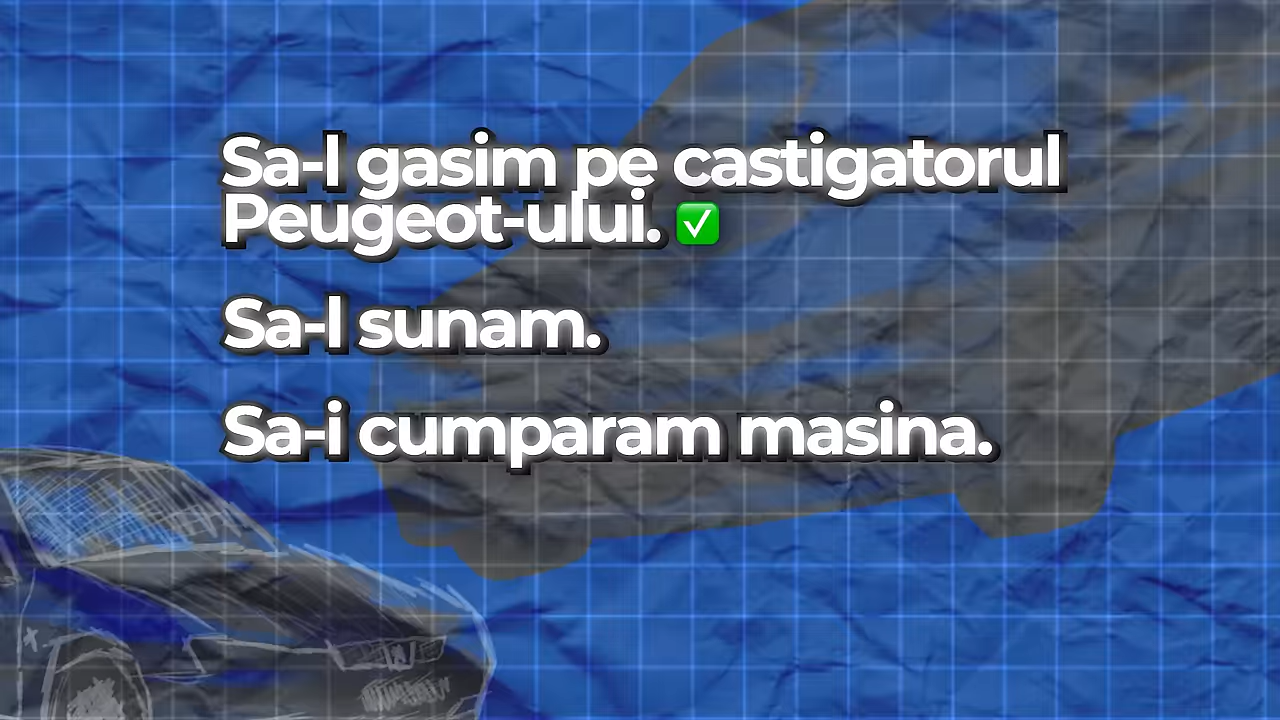 Sa-l gasim pe castigatorul
Peugeot-ului. ✅
Sa-l sunam.
Sa-i cumparam masina.